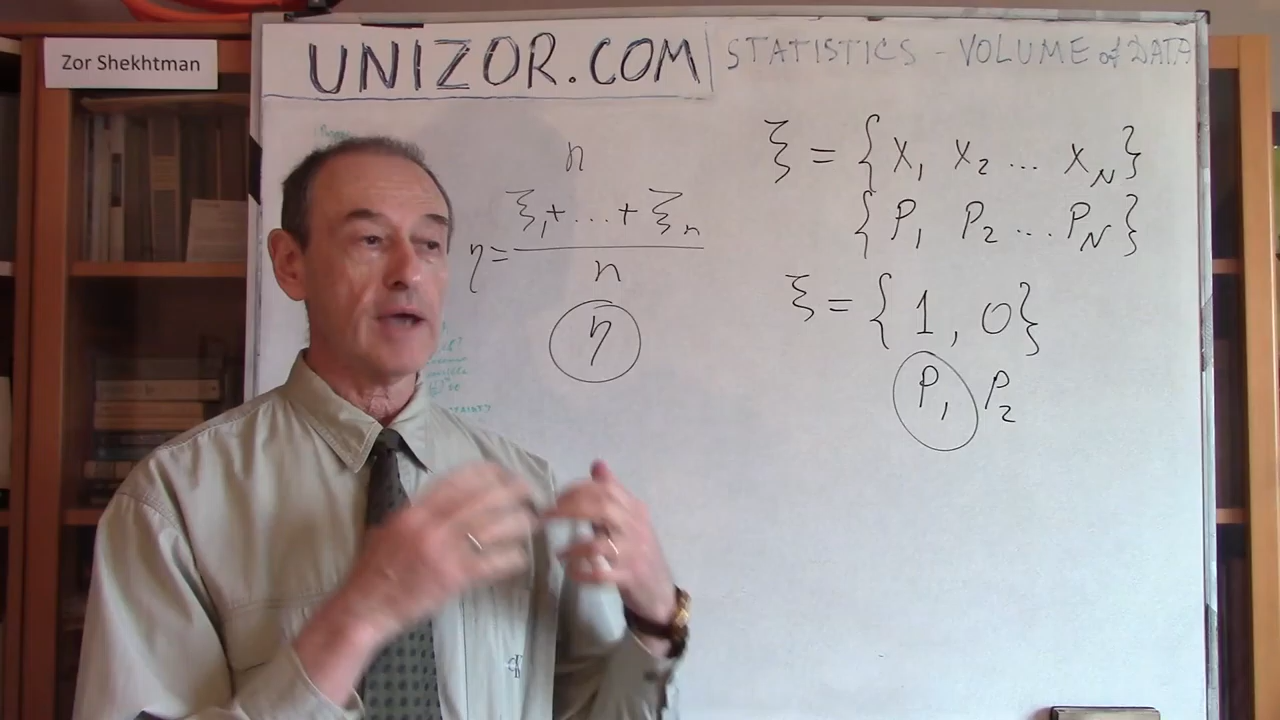 Zor Shekhtman
UNIZOR.COM
STATISTICS - VOLUME of DATA
n
η = (ξ₁ + ... + ξₙ) / n
η
ξ = { X₁ X₂ ... X_N }
{ P₁ P₂ ... P_N }
ξ = { 1, 0 }
P₁ P₂